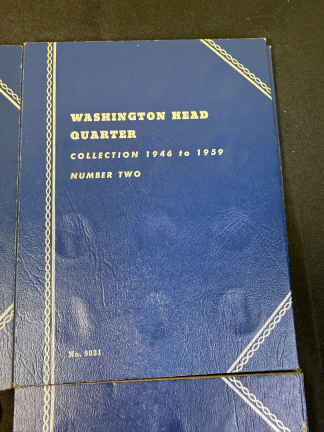 WASHINGTON HEAD
QUARTER
COLLECTION 1946 to 1959
NUMBER TWO
No. 9031